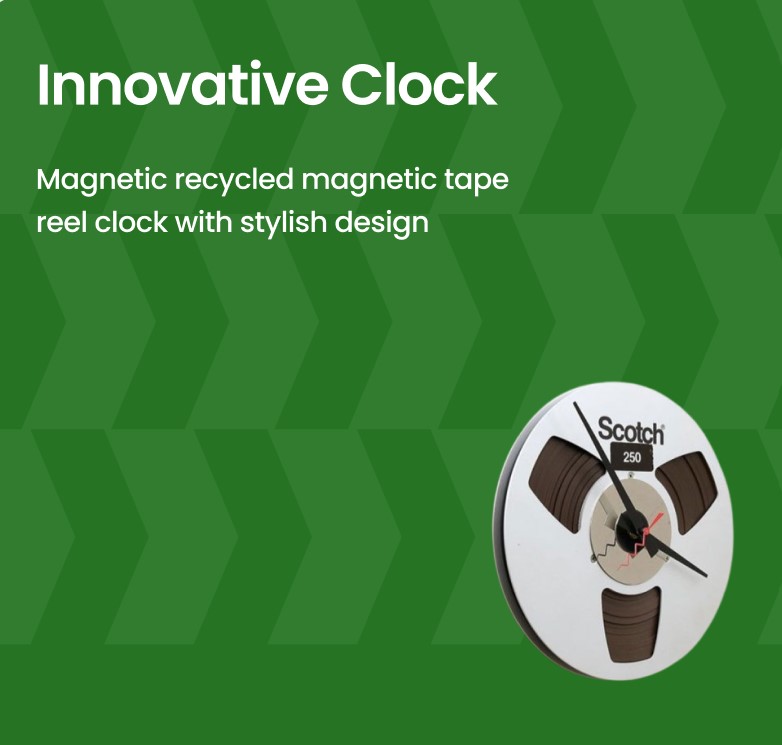 Innovative Clock
Magnetic recycled magnetic tape
reel clock with stylish design
Scotch
250